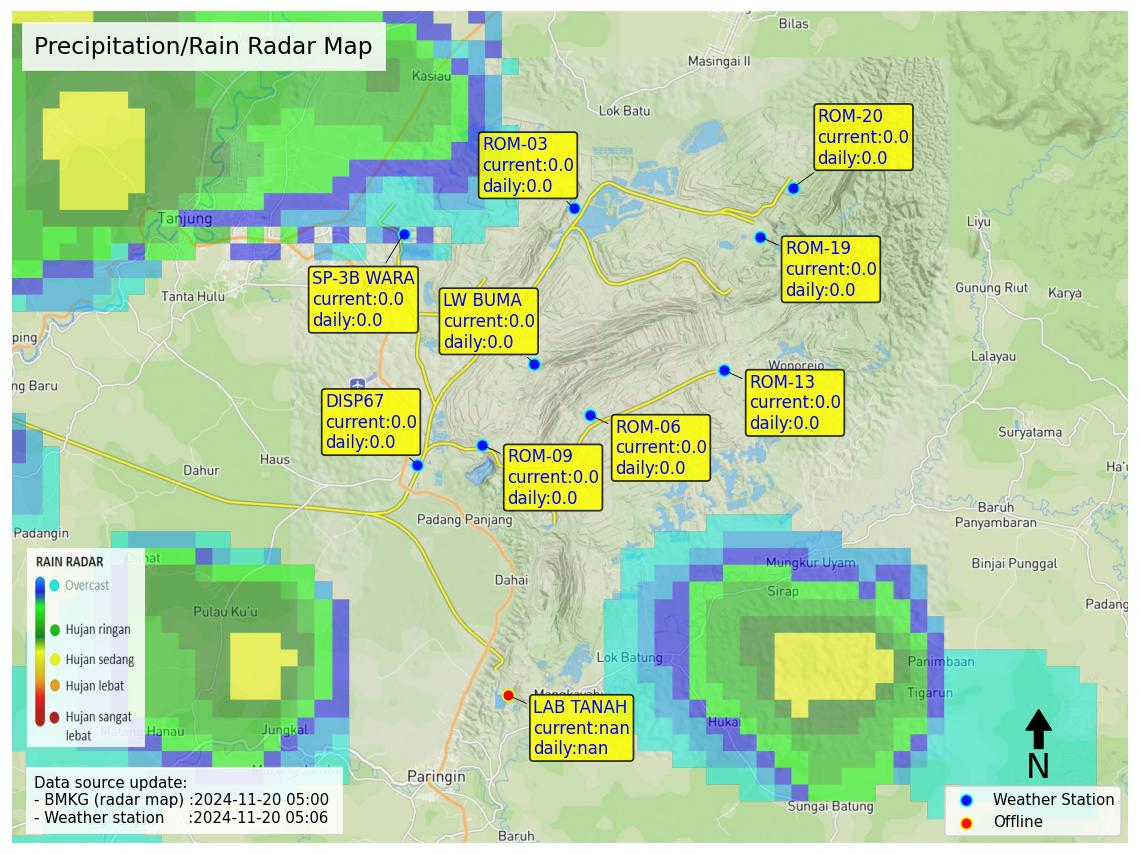 Precipitation/Rain Radar Map
Bilas
Masingai II
Kasiau
Lok Batu
ROM-20
current:0.0
daily:0.0
ROM-03
current:0.0
daily:0.0
Tanjung
Liyu
ROM-19
current:0.0
daily:0.0
SP-3B WARA
current:0.0
daily:0.0
Tanta Hulu
LW BUMA
current:0.0
daily:0.0
Gunung Riut
Karya
ping
Lalayau
Wonorejo
ng Baru
ROM-13
current:0.0
daily:0.0
DISP67
current:0.0
daily:0.0
ROM-06
current:0.0
daily:0.0
Suryatama
ROM-09
current:0.0
daily:0.0
Haus
Dahur
Ha'u
Baruh
Panyambaran
Padang Panjang
Padangin
Mungkur Uyam
Binjai Punggal
RAIN RADAR
Overcast
Hujan ringan
Hujan sedang
Hujan lebat
Hujan sangat
lebat
Dahai
Sirap
Padang
Pulau Ku'u
Lok Batung
Panimbaan
Tigarun
Mangkayahu
LAB TANAH
current:nan
daily:nan
Hukai
Manau
Jungkal
Paringin
Sungai Batung
Baruh
N
Data source update:
- BMKG (radar map) :2024-11-20 05:00
- Weather station :2024-11-20 05:06
Weather Station
Offline